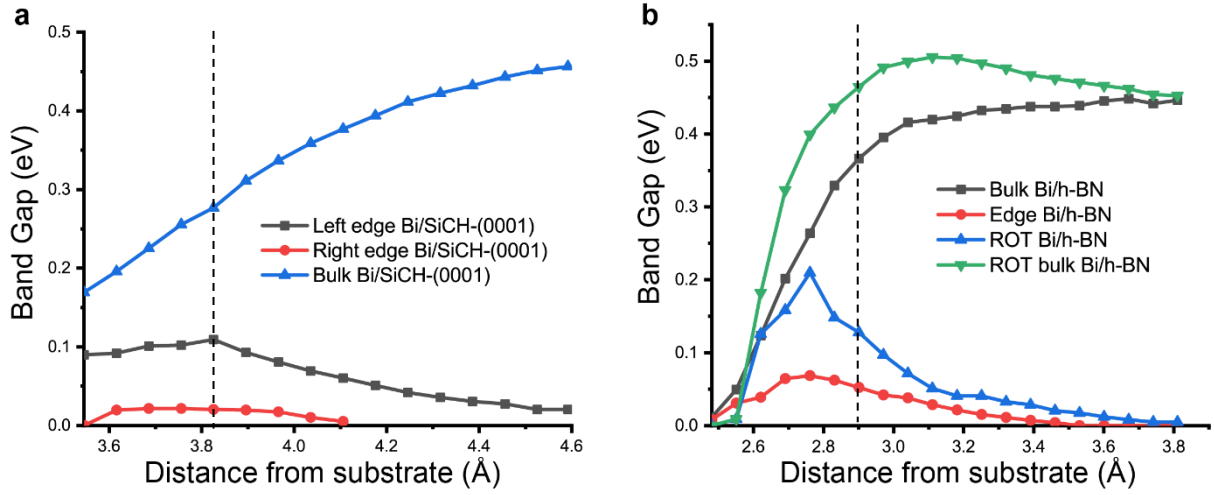 a
Band Gap (eV)
0.5
0.4
0.3
0.2
0.1
0.0
Left edge Bi/SiCH-(0001)
Right edge Bi/SiCH-(0001)
Bulk Bi/SiCH-(0001)
3.6 3.8 4.0 4.2 4.4 4.6
Distance from substrate (Å)
b
Band Gap (eV)
0.5
0.4
0.3
0.2
0.1
0.0
Bulk Bi/h-BN
Edge Bi/h-BN
ROT Bi/h-BN
ROT bulk Bi/h-BN
2.6 2.8 3.0 3.2 3.4 3.6 3.8
Distance from substrate (Å)